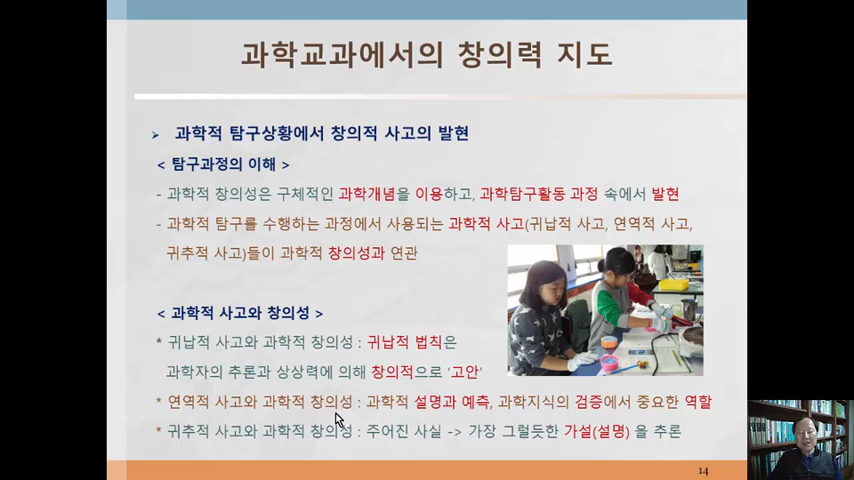 과학교과에서의 창의력 지도
➢ 과학적 탐구상황에서 창의적 사고의 발현
< 탐구과정의 이해 >
- 과학적 창의성은 구체적인 과학개념을 이용하고, 과학탐구활동 과정 속에서 발현
- 과학적 탐구를 수행하는 과정에서 사용되는 과학적 사고(귀납적 사고, 연역적 사고,
귀추적 사고)들이 과학적 창의성과 연관
< 과학적 사고와 창의성 >
* 귀납적 사고와 과학적 창의성 : 귀납적 법칙은
과학자의 추론과 상상력에 의해 창의적으로 ‘고안’
* 연역적 사고와 과학적 창의성 : 과학적 설명과 예측, 과학지식의 검증에서 중요한 역할
* 귀추적 사고와 과학적 창의성 : 주어진 사실 -> 가장 그럴듯한 가설(설명) 을 추론
14